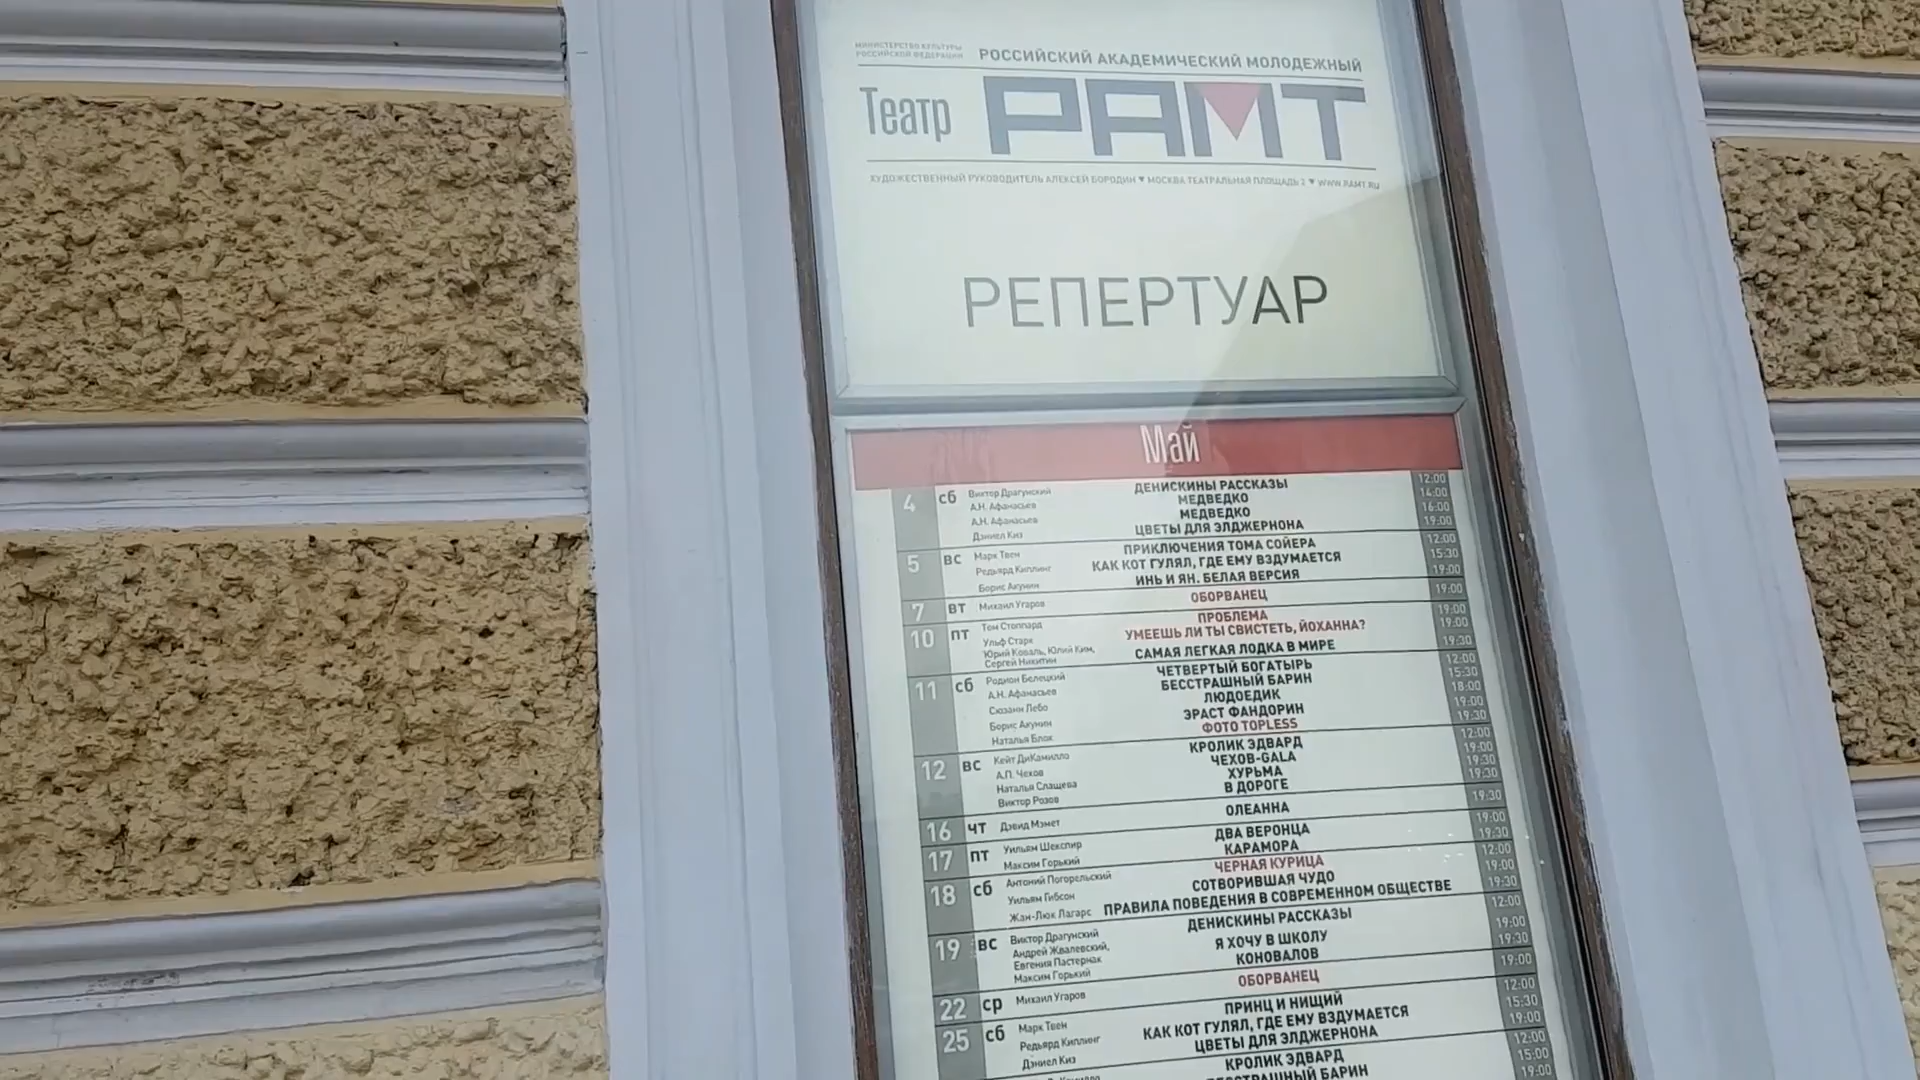 МИНИСТЕРСТВО КУЛЬТУРЫ
РОССИЙСКОЙ ФЕДЕРАЦИИ
РОССИЙСКИЙ АКАДЕМИЧЕСКИЙ МОЛОДЕЖНЫЙ
Театр РАМТ
ХУДОЖЕСТВЕННЫЙ РУКОВОДИТЕЛЬ АЛЕКСЕЙ БОРОДИН ▼ МОСКВА ТЕАТРАЛЬНАЯ ПЛОЩАДЬ 2 ▼ WWW.RAMT.RU
РЕПЕРТУАР
Май
4 сб Виктор Драгунский ДЕНИСКИНЫ РАССКАЗЫ 12:00
А.Н. Афанасьев МЕДВЕДКО 14:00
А.Н. Афанасьев МЕДВЕДКО 16:00
Дэниел Киз ЦВЕТЫ ДЛЯ ЭЛДЖЕРНОНА 19:00
5 вс Марк Твен ПРИКЛЮЧЕНИЯ ТОМА СОЙЕРА 12:00
Редьярд Киплинг КАК КОТ ГУЛЯЛ, ГДЕ ЕМУ ВЗДУМАЕТСЯ 15:30
Борис Акунин ИНЬ И ЯН. БЕЛАЯ ВЕРСИЯ 19:00
7 вт Михаил Угаров ОБОРВАНЕЦ 19:00
10 пт Том Стоппард ПРОБЛЕМА 19:00
Ульф Старк УМЕЕШЬ ЛИ ТЫ СВИСТЕТЬ, ЙОХАННА? 19:00
Юрий Коваль, Юлий Ким,
Сергей Никитин САМАЯ ЛЕГКАЯ ЛОДКА В МИРЕ 19:30
11 сб Родион Белецкий ЧЕТВЕРТЫЙ БОГАТЫРЬ 12:00
А.Н. Афанасьев БЕССТРАШНЫЙ БАРИН 15:30
Сюзанн Лебо ЛЮДОЕДИК 18:00
Борис Акунин ЭРАСТ ФАНДОРИН 19:00
Наталья Блок ФОТО TOPLESS 19:30
12 вс Кейт ДиКамилло КРОЛИК ЭДВАРД 12:00
А.П. Чехов ЧЕХОВ-GALA 19:00
Наталья Слащева ХУРЬМА 19:30
Виктор Розов В ДОРОГЕ 19:30
16 чт Дэвид Мэмет ОЛЕАННА 19:30
17 пт Уильям Шекспир ДВА ВЕРОНЦА 19:00
Максим Горький КАРАМОРА 19:30
18 сб Антоний Погорельский ЧЕРНАЯ КУРИЦА 12:00
Уильям Гибсон СОТВОРИВШАЯ ЧУДО 19:00
Жан-Люк Лагарс ПРАВИЛА ПОВЕДЕНИЯ В СОВРЕМЕННОМ ОБЩЕСТВЕ 19:30
19 вс Виктор Драгунский ДЕНИСКИНЫ РАССКАЗЫ 12:00
Андрей Жвалевский,
Евгения Пастернак Я ХОЧУ В ШКОЛУ 19:00
Максим Горький КОНОВАЛОВ 19:30
22 ср Михаил Угаров ОБОРВАНЕЦ 19:00
25 сб Марк Твен ПРИНЦ И НИЩИЙ 12:00
Редьярд Киплинг КАК КОТ ГУЛЯЛ, ГДЕ ЕМУ ВЗДУМАЕТСЯ 15:30
Дэниел Киз ЦВЕТЫ ДЛЯ ЭЛДЖЕРНОНА 19:00
КРОЛИК ЭДВАРД 12:00
БЕССТРАШНЫЙ БАРИН 15:00
19:00